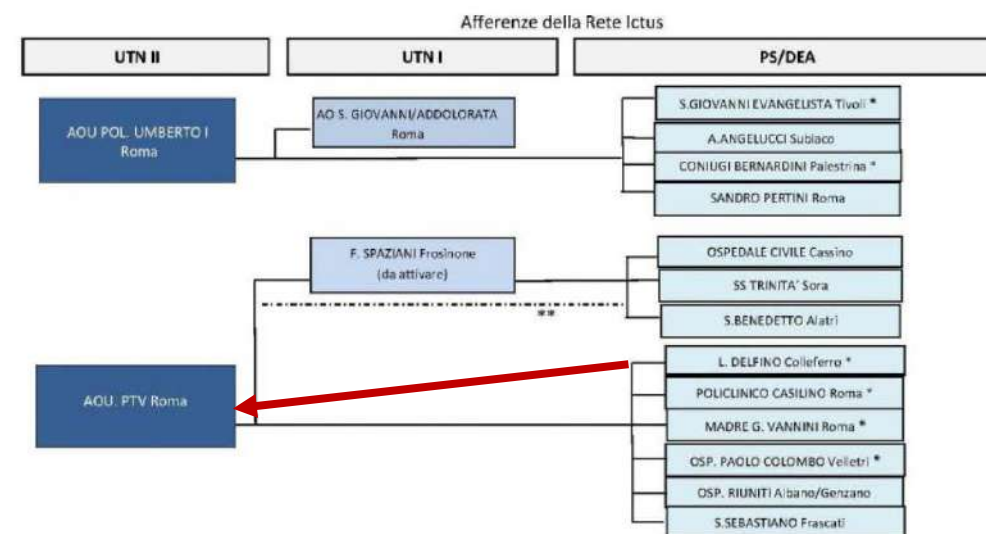 Afferenze della Rete Ictus
UTN II
UTN I
PS/DEA
AOU POL. UMBERTO I
Roma
AO S. GIOVANNI/ADDOLORATA
Roma
S.GIOVANNI EVANGELISTA Tivoli *
A.ANGELUCCI Subiaco
CONIUGI BERNARDINI Palestrina *
SANDRO PERTINI Roma
F. SPAZIANI Frosinone
(da attivare)
OSPEDALE CIVILE Cassino
SS TRINITA' Sora
S.BENEDETTO Alatri
**
AOU. PTV Roma
L. DELFINO Colleferro *
POLICLINICO CASILINO Roma *
MADRE G. VANNINI Roma *
OSP. PAOLO COLOMBO Velletri *
OSP. RIUNITI Albano/Genzano
S.SEBASTIANO Frascati